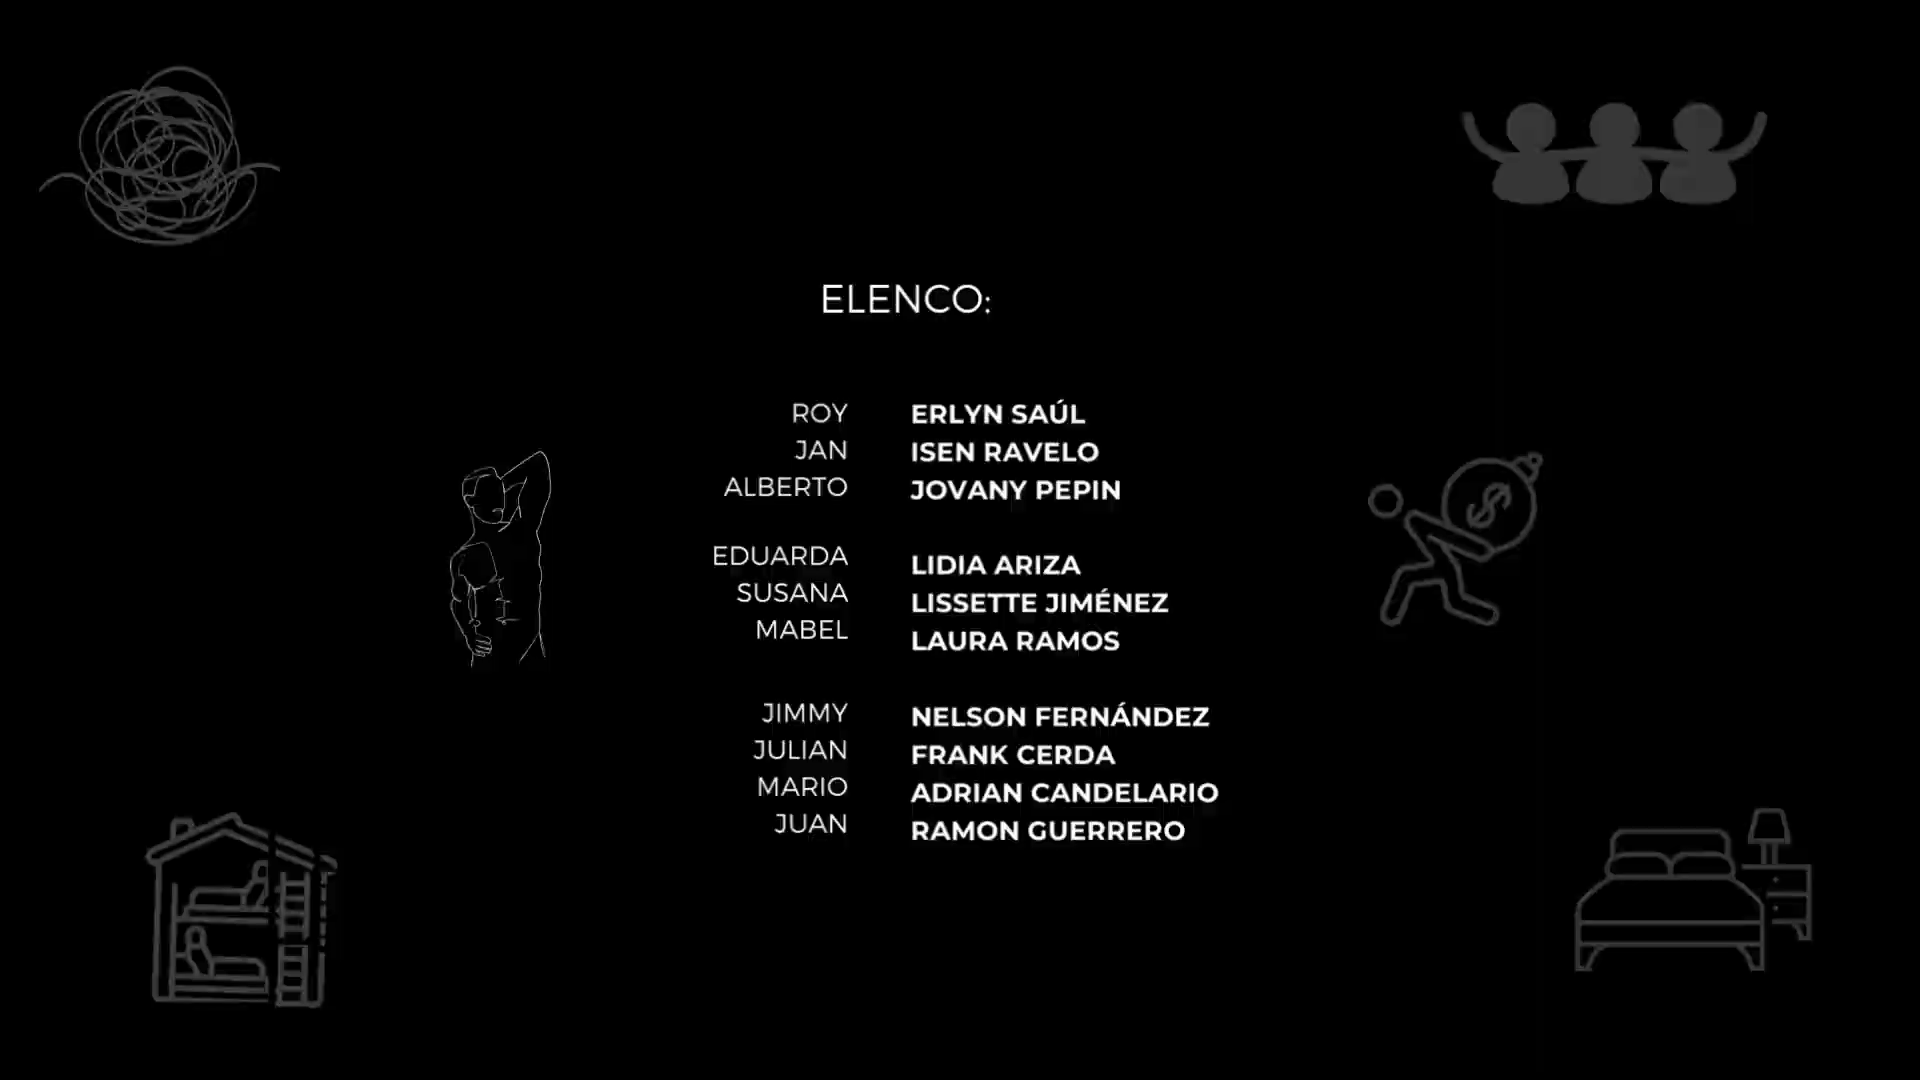 ELENCO:
ROY ERLYN SAÚL
JAN ISEN RAVELO
ALBERTO JOVANY PEPIN
EDUARDA LIDIA ARIZA
SUSANA LISSETTE JIMÉNEZ
MABEL LAURA RAMOS
JIMMY NELSON FERNÁNDEZ
JULIAN FRANK CERDA
MARIO ADRIAN CANDELARIO
JUAN RAMON GUERRERO
$